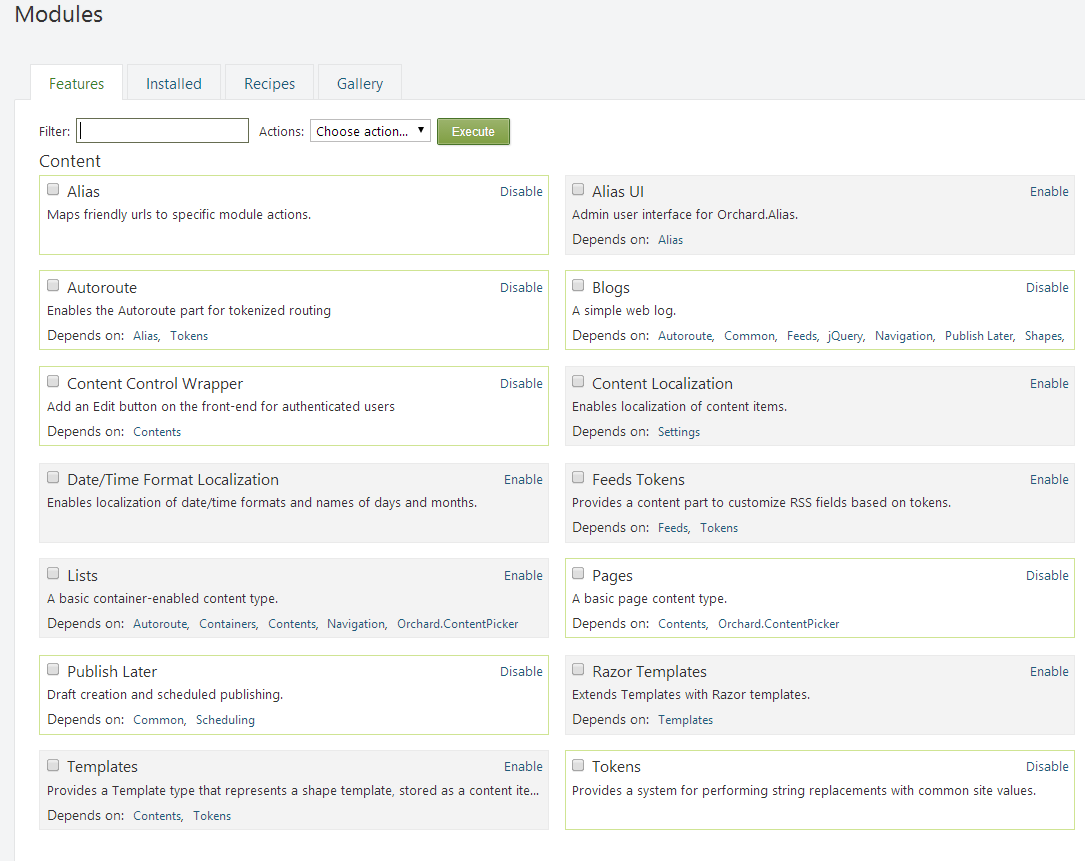 Modules
Features Installed Recipes Gallery
Filter: Actions: Choose action... Execute
Content
Alias Disable
Maps friendly urls to specific module actions.
Alias UI Enable
Admin user interface for Orchard.Alias.
Depends on: Alias
Autoroute Disable
Enables the Autoroute part for tokenized routing
Depends on: Alias, Tokens
Blogs Disable
A simple web log.
Depends on: Autoroute, Common, Feeds, jQuery, Navigation, Publish Later, Shapes,
Content Control Wrapper Disable
Add an Edit button on the front-end for authenticated users
Depends on: Contents
Content Localization Enable
Enables localization of content items.
Depends on: Settings
Date/Time Format Localization Enable
Enables localization of date/time formats and names of days and months.
Feeds Tokens Enable
Provides a content part to customize RSS fields based on tokens.
Depends on: Feeds, Tokens
Lists Enable
A basic container-enabled content type.
Depends on: Autoroute, Containers, Contents, Navigation, Orchard.ContentPicker
Pages Disable
A basic page content type.
Depends on: Contents, Orchard.ContentPicker
Publish Later Disable
Draft creation and scheduled publishing.
Depends on: Common, Scheduling
Razor Templates Enable
Extends Templates with Razor templates.
Depends on: Templates
Templates Enable
Provides a Template type that represents a shape template, stored as a content ite...
Depends on: Contents, Tokens
Tokens Disable
Provides a system for performing string replacements with common site values.